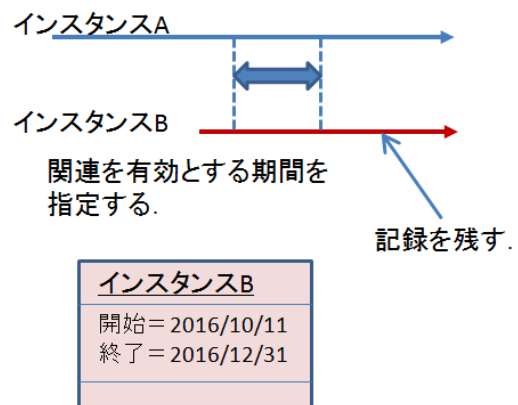 インスタンスA
インスタンスB
関連を有効とする期間を
指定する.
記録を残す.
インスタンスB
開始＝2016/10/11
終了＝2016/12/31